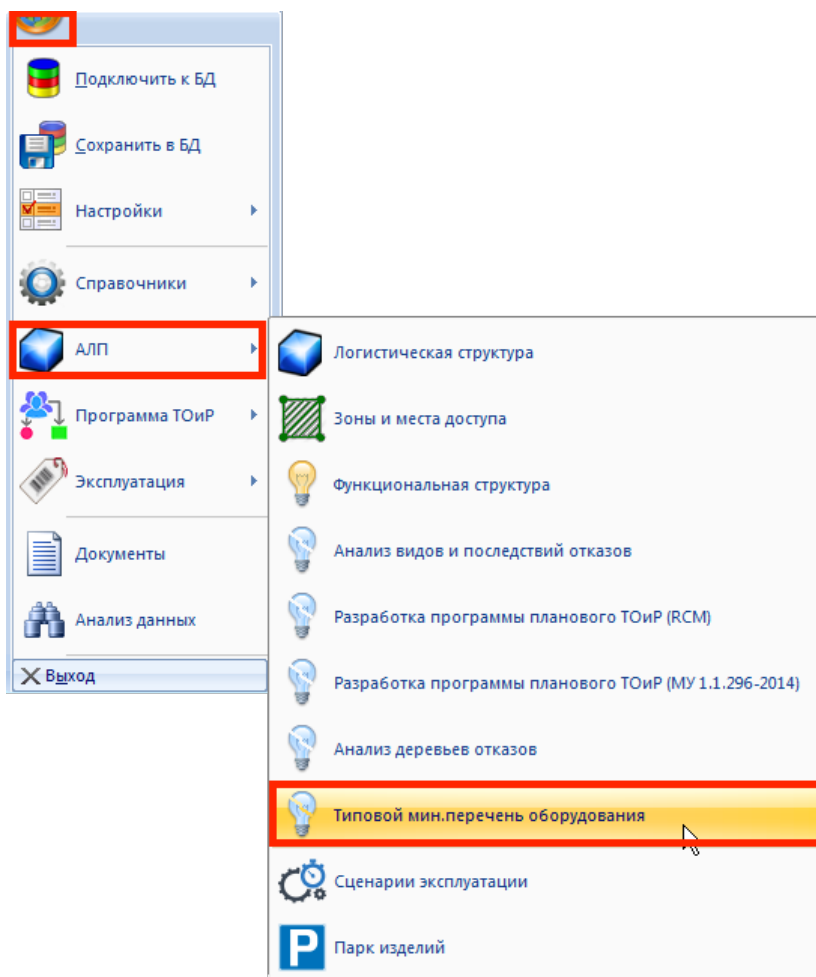 Подключить к БД
Сохранить в БД
Настройки
Справочники
АЛП
Программа ТОиР
Эксплуатация
Документы
Анализ данных
Выход
Логистическая структура
Зоны и места доступа
Функциональная структура
Анализ видов и последствий отказов
Разработка программы планового ТОиР (RCM)
Разработка программы планового ТОиР (МУ 1.1.296-2014)
Анализ деревьев отказов
Типовой мин.перечень оборудования
Сценарии эксплуатации
P
Парк изделий